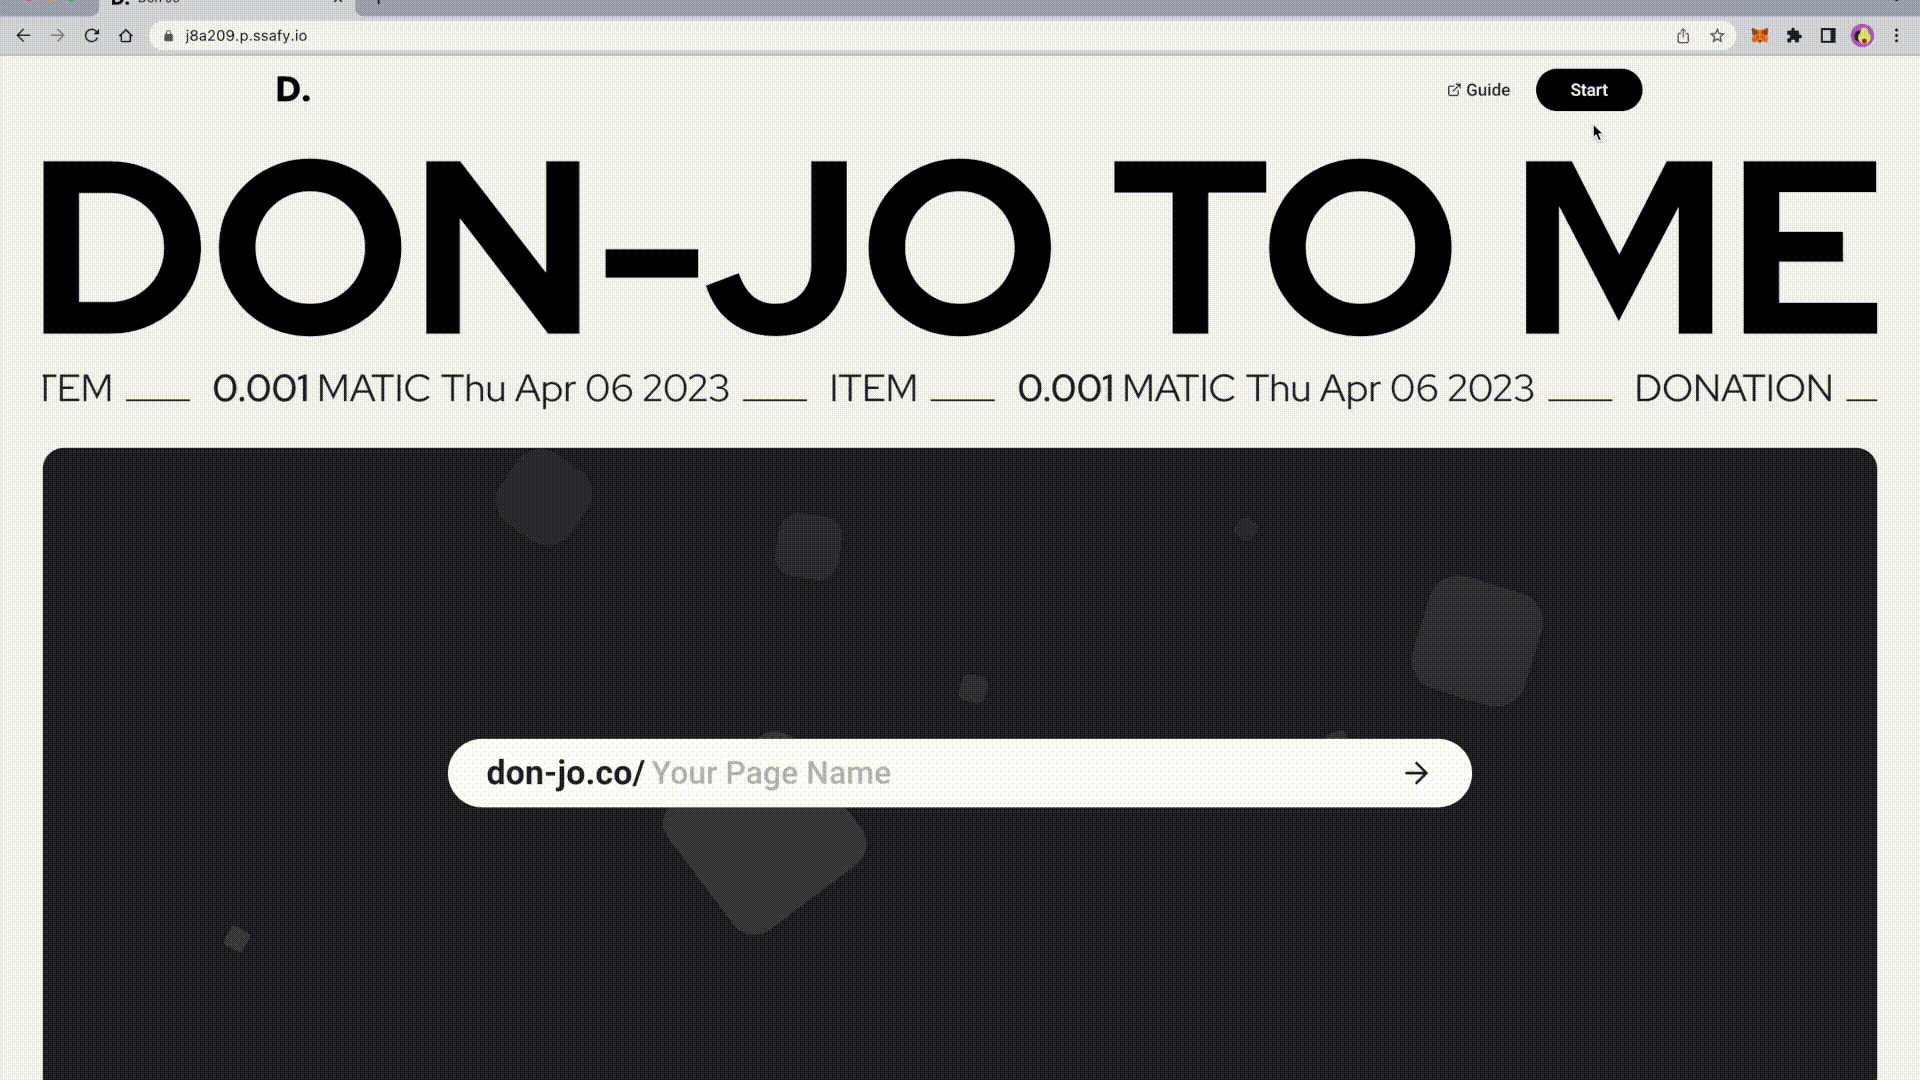 j8a209.p.ssafy.io
D.
Guide
Start
DON-JO TO ME
TEM ___ 0.001 MATIC Thu Apr 06 2023 ___ ITEM ___ 0.001 MATIC Thu Apr 06 2023 ___ DONATION _
don-jo.co/ Your Page Name